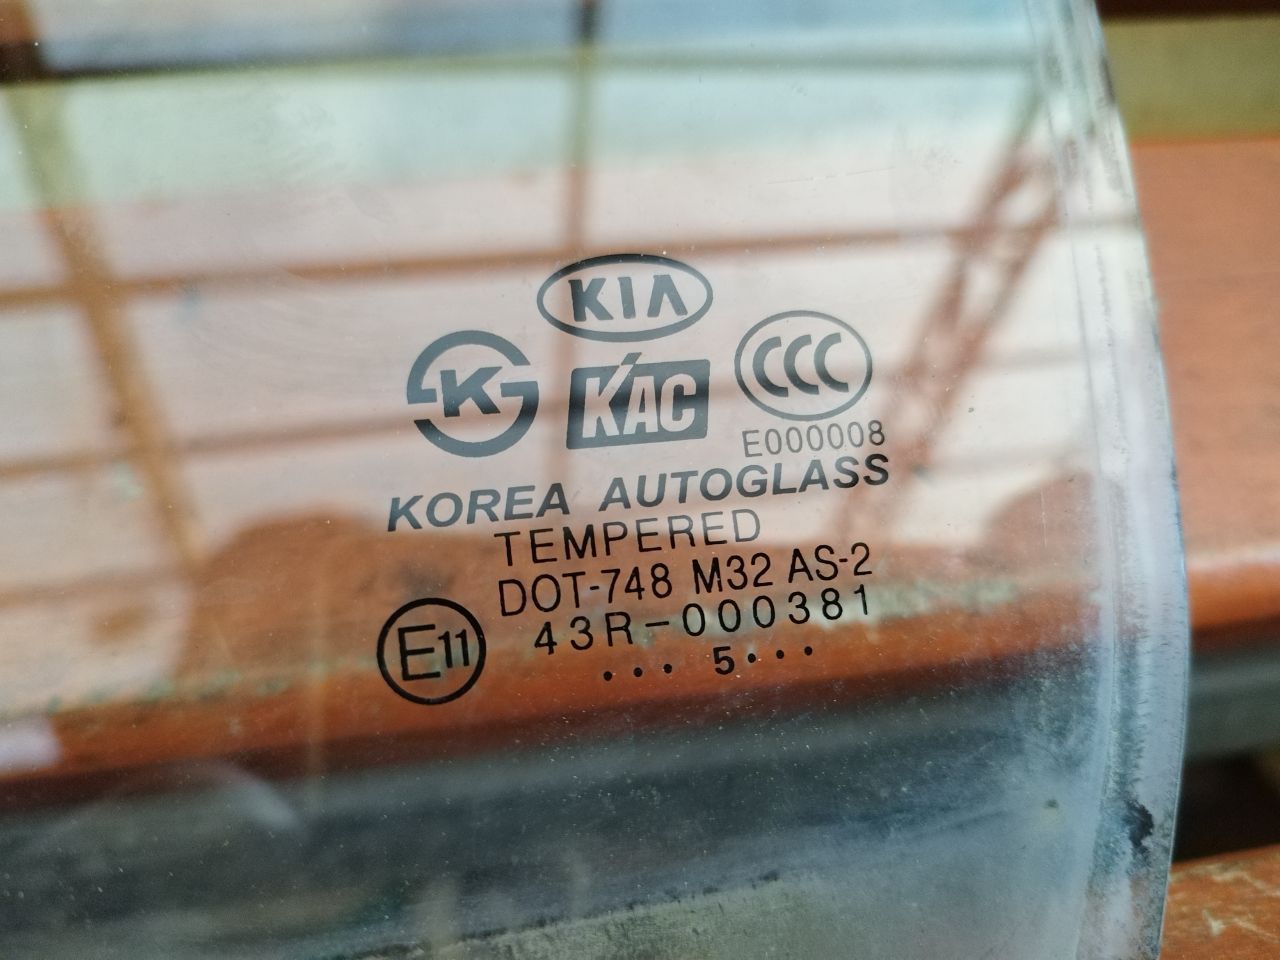 KIA
K
KAC
CCC
E000008
KOREA AUTOGLASS
TEMPERED
DOT-748 M32 AS-2
43R-000381
E11
... 5...